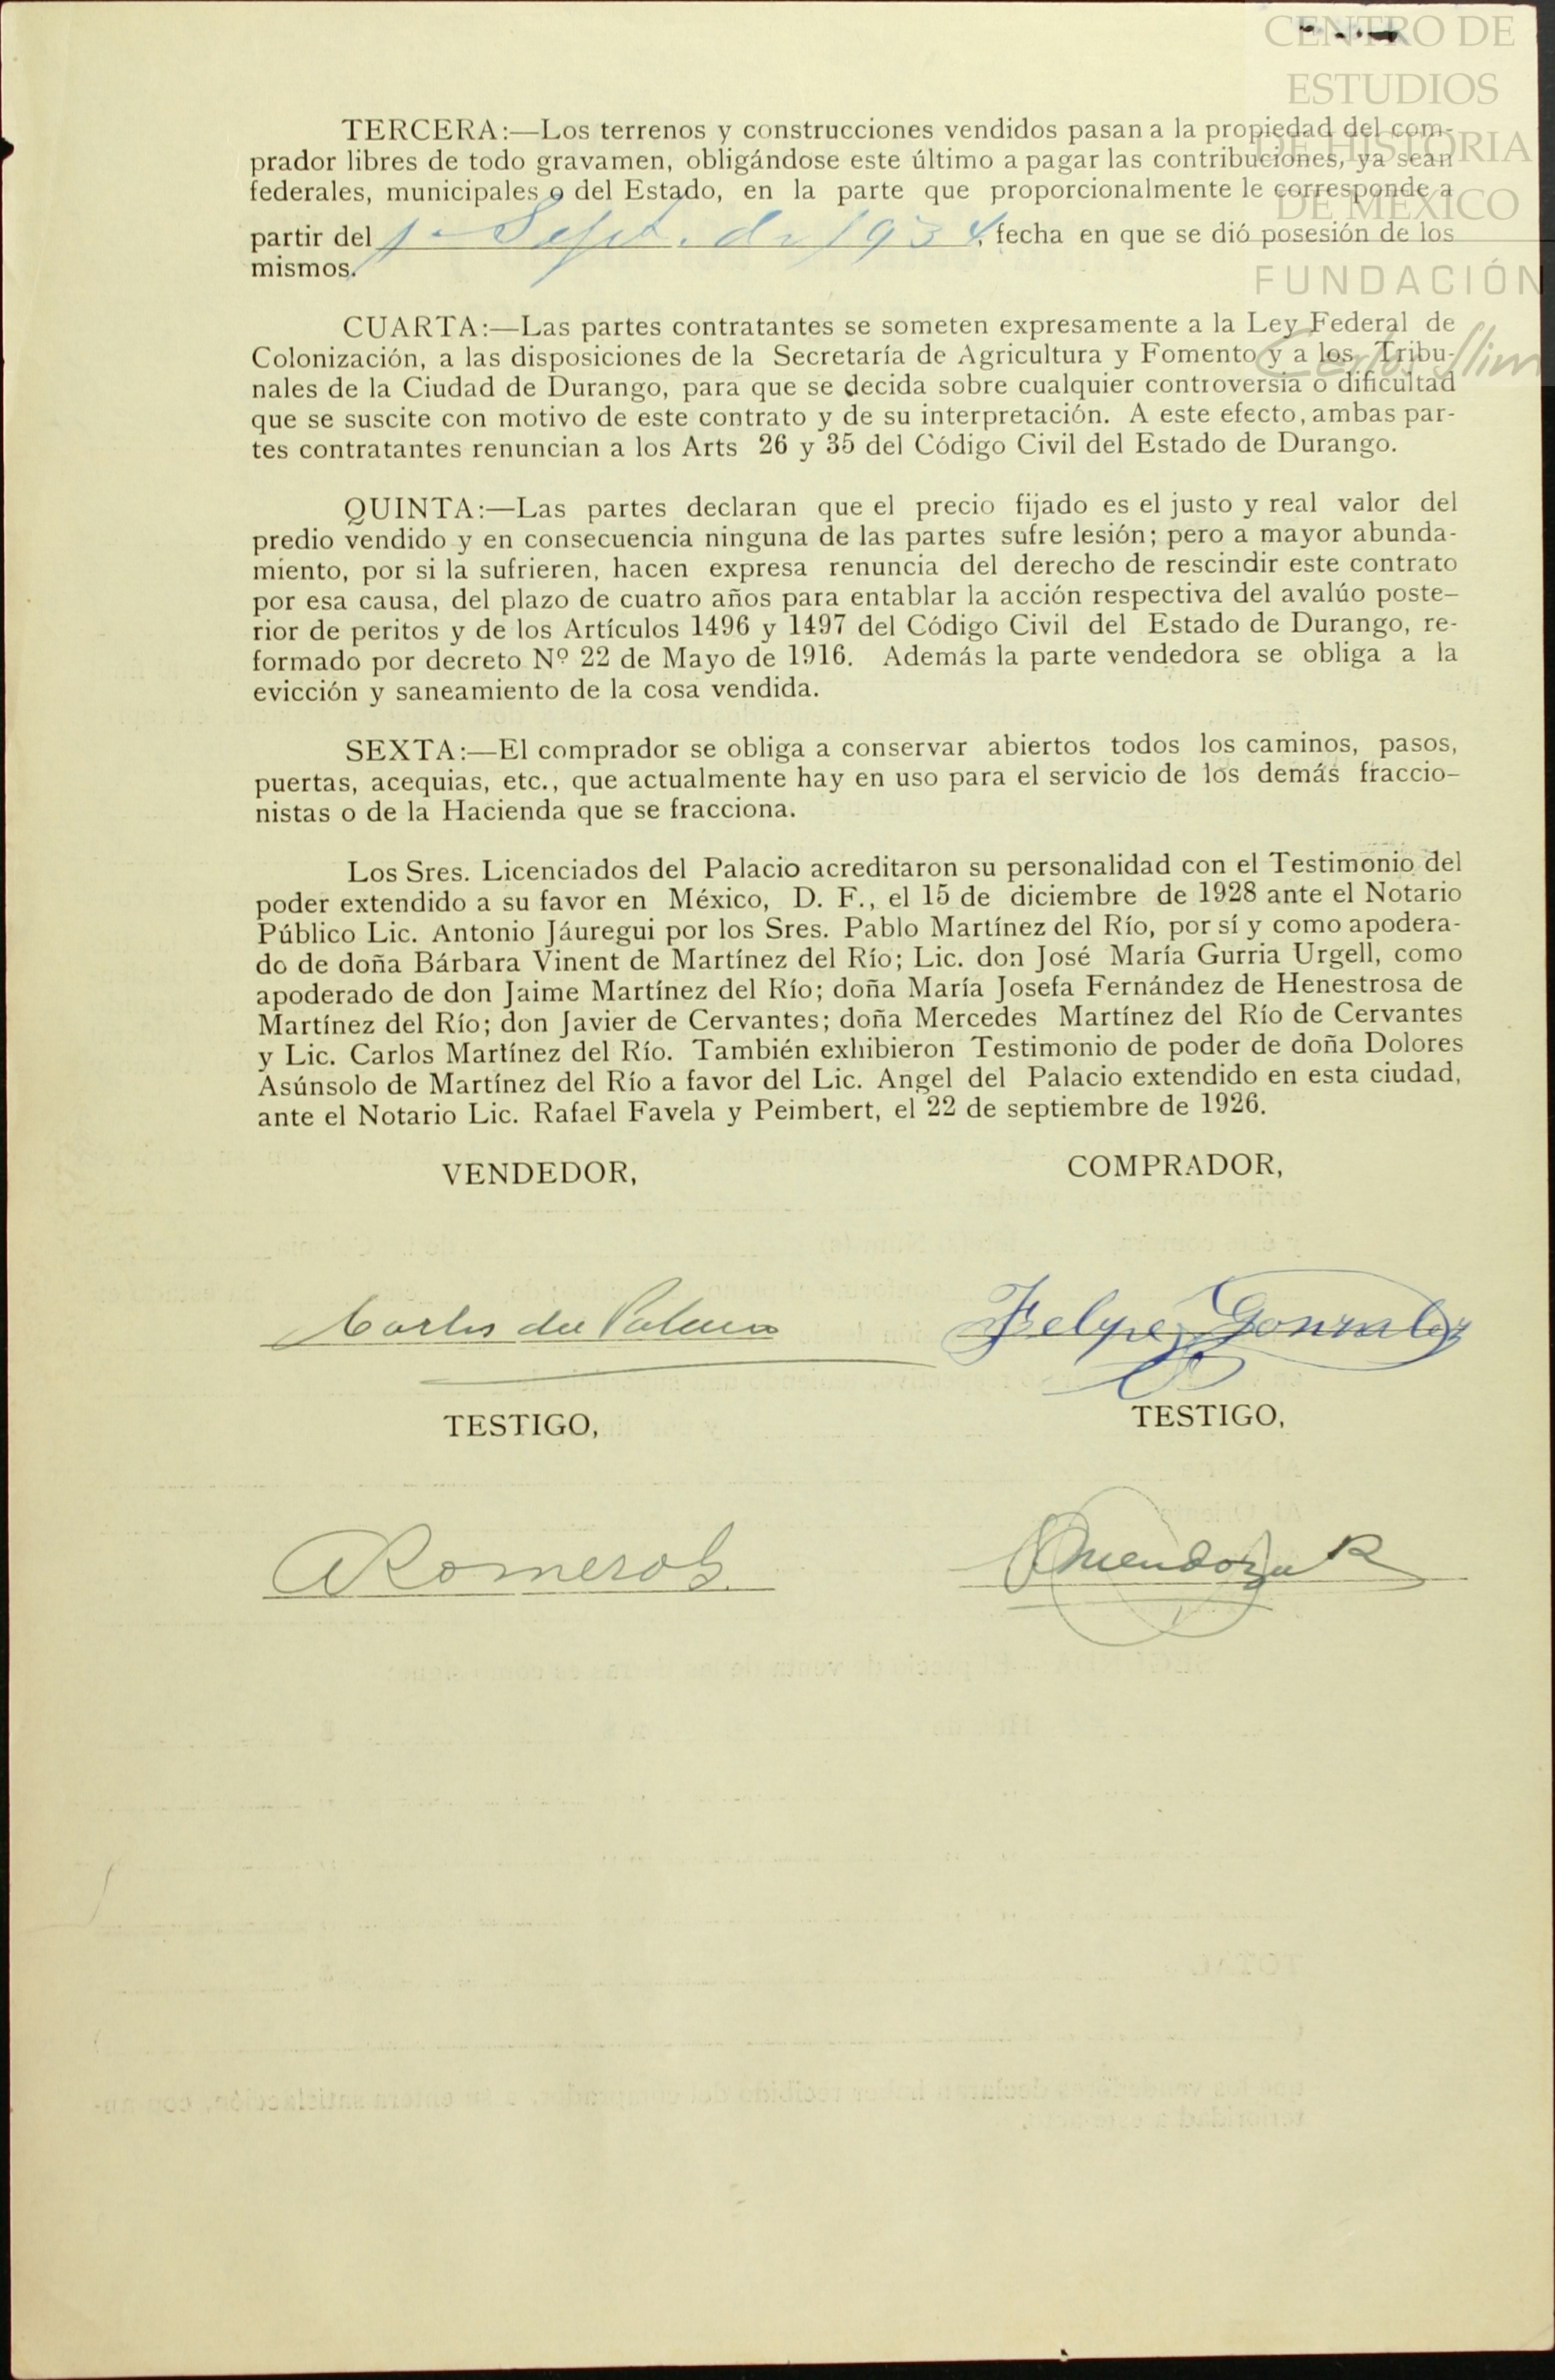 CENTRO DE
ESTUDIOS
DE HISTORIA
DE MÉXICO
FUNDACIÓN
Carlos Slim
TERCERA:—Los terrenos y construcciones vendidos pasan a la propiedad del com-
prador libres de todo gravamen, obligándose este último a pagar las contribuciones, ya sean
federales, municipales o del Estado, en la parte que proporcionalmente le corresponde a
partir del 1º Sept. de 1934, fecha en que se dió posesión de los
mismos.
CUARTA:—Las partes contratantes se someten expresamente a la Ley Federal de
Colonización, a las disposiciones de la Secretaría de Agricultura y Fomento y a los Tribu-
nales de la Ciudad de Durango, para que se decida sobre cualquier controversia o dificultad
que se suscite con motivo de este contrato y de su interpretación. A este efecto, ambas par-
tes contratantes renuncian a los Arts 26 y 35 del Código Civil del Estado de Durango.
QUINTA:—Las partes declaran que el precio fijado es el justo y real valor del
predio vendido y en consecuencia ninguna de las partes sufre lesión; pero a mayor abunda-
miento, por si la sufrieren, hacen expresa renuncia del derecho de rescindir este contrato
por esa causa, del plazo de cuatro años para entablar la acción respectiva del avalúo poste-
rior de peritos y de los Artículos 1496 y 1497 del Código Civil del Estado de Durango, re-
formado por decreto Nº 22 de Mayo de 1916. Además la parte vendedora se obliga a la
evicción y saneamiento de la cosa vendida.
SEXTA:—El comprador se obliga a conservar abiertos todos los caminos, pasos,
puertas, acequias, etc., que actualmente hay en uso para el servicio de los demás fraccio-
nistas o de la Hacienda que se fracciona.
Los Sres. Licenciados del Palacio acreditaron su personalidad con el Testimonio del
poder extendido a su favor en México, D. F., el 15 de diciembre de 1928 ante el Notario
Público Lic. Antonio Jáuregui por los Sres. Pablo Martínez del Río, por sí y como apodera-
do de doña Bárbara Vinent de Martínez del Río; Lic. don José María Gurria Urgell, como
apoderado de don Jaime Martínez del Río; doña María Josefa Fernández de Henestrosa de
Martínez del Río; don Javier de Cervantes; doña Mercedes Martínez del Río de Cervantes
y Lic. Carlos Martínez del Río. También exhibieron Testimonio de poder de doña Dolores
Asúnsolo de Martínez del Río a favor del Lic. Angel del Palacio extendido en esta ciudad,
ante el Notario Lic. Rafael Favela y Peimbert, el 22 de septiembre de 1926.
VENDEDOR, COMPRADOR,
Carlos del Palacio Felipe Gonzalez
TESTIGO, TESTIGO,
A Romero G. Mendoza R